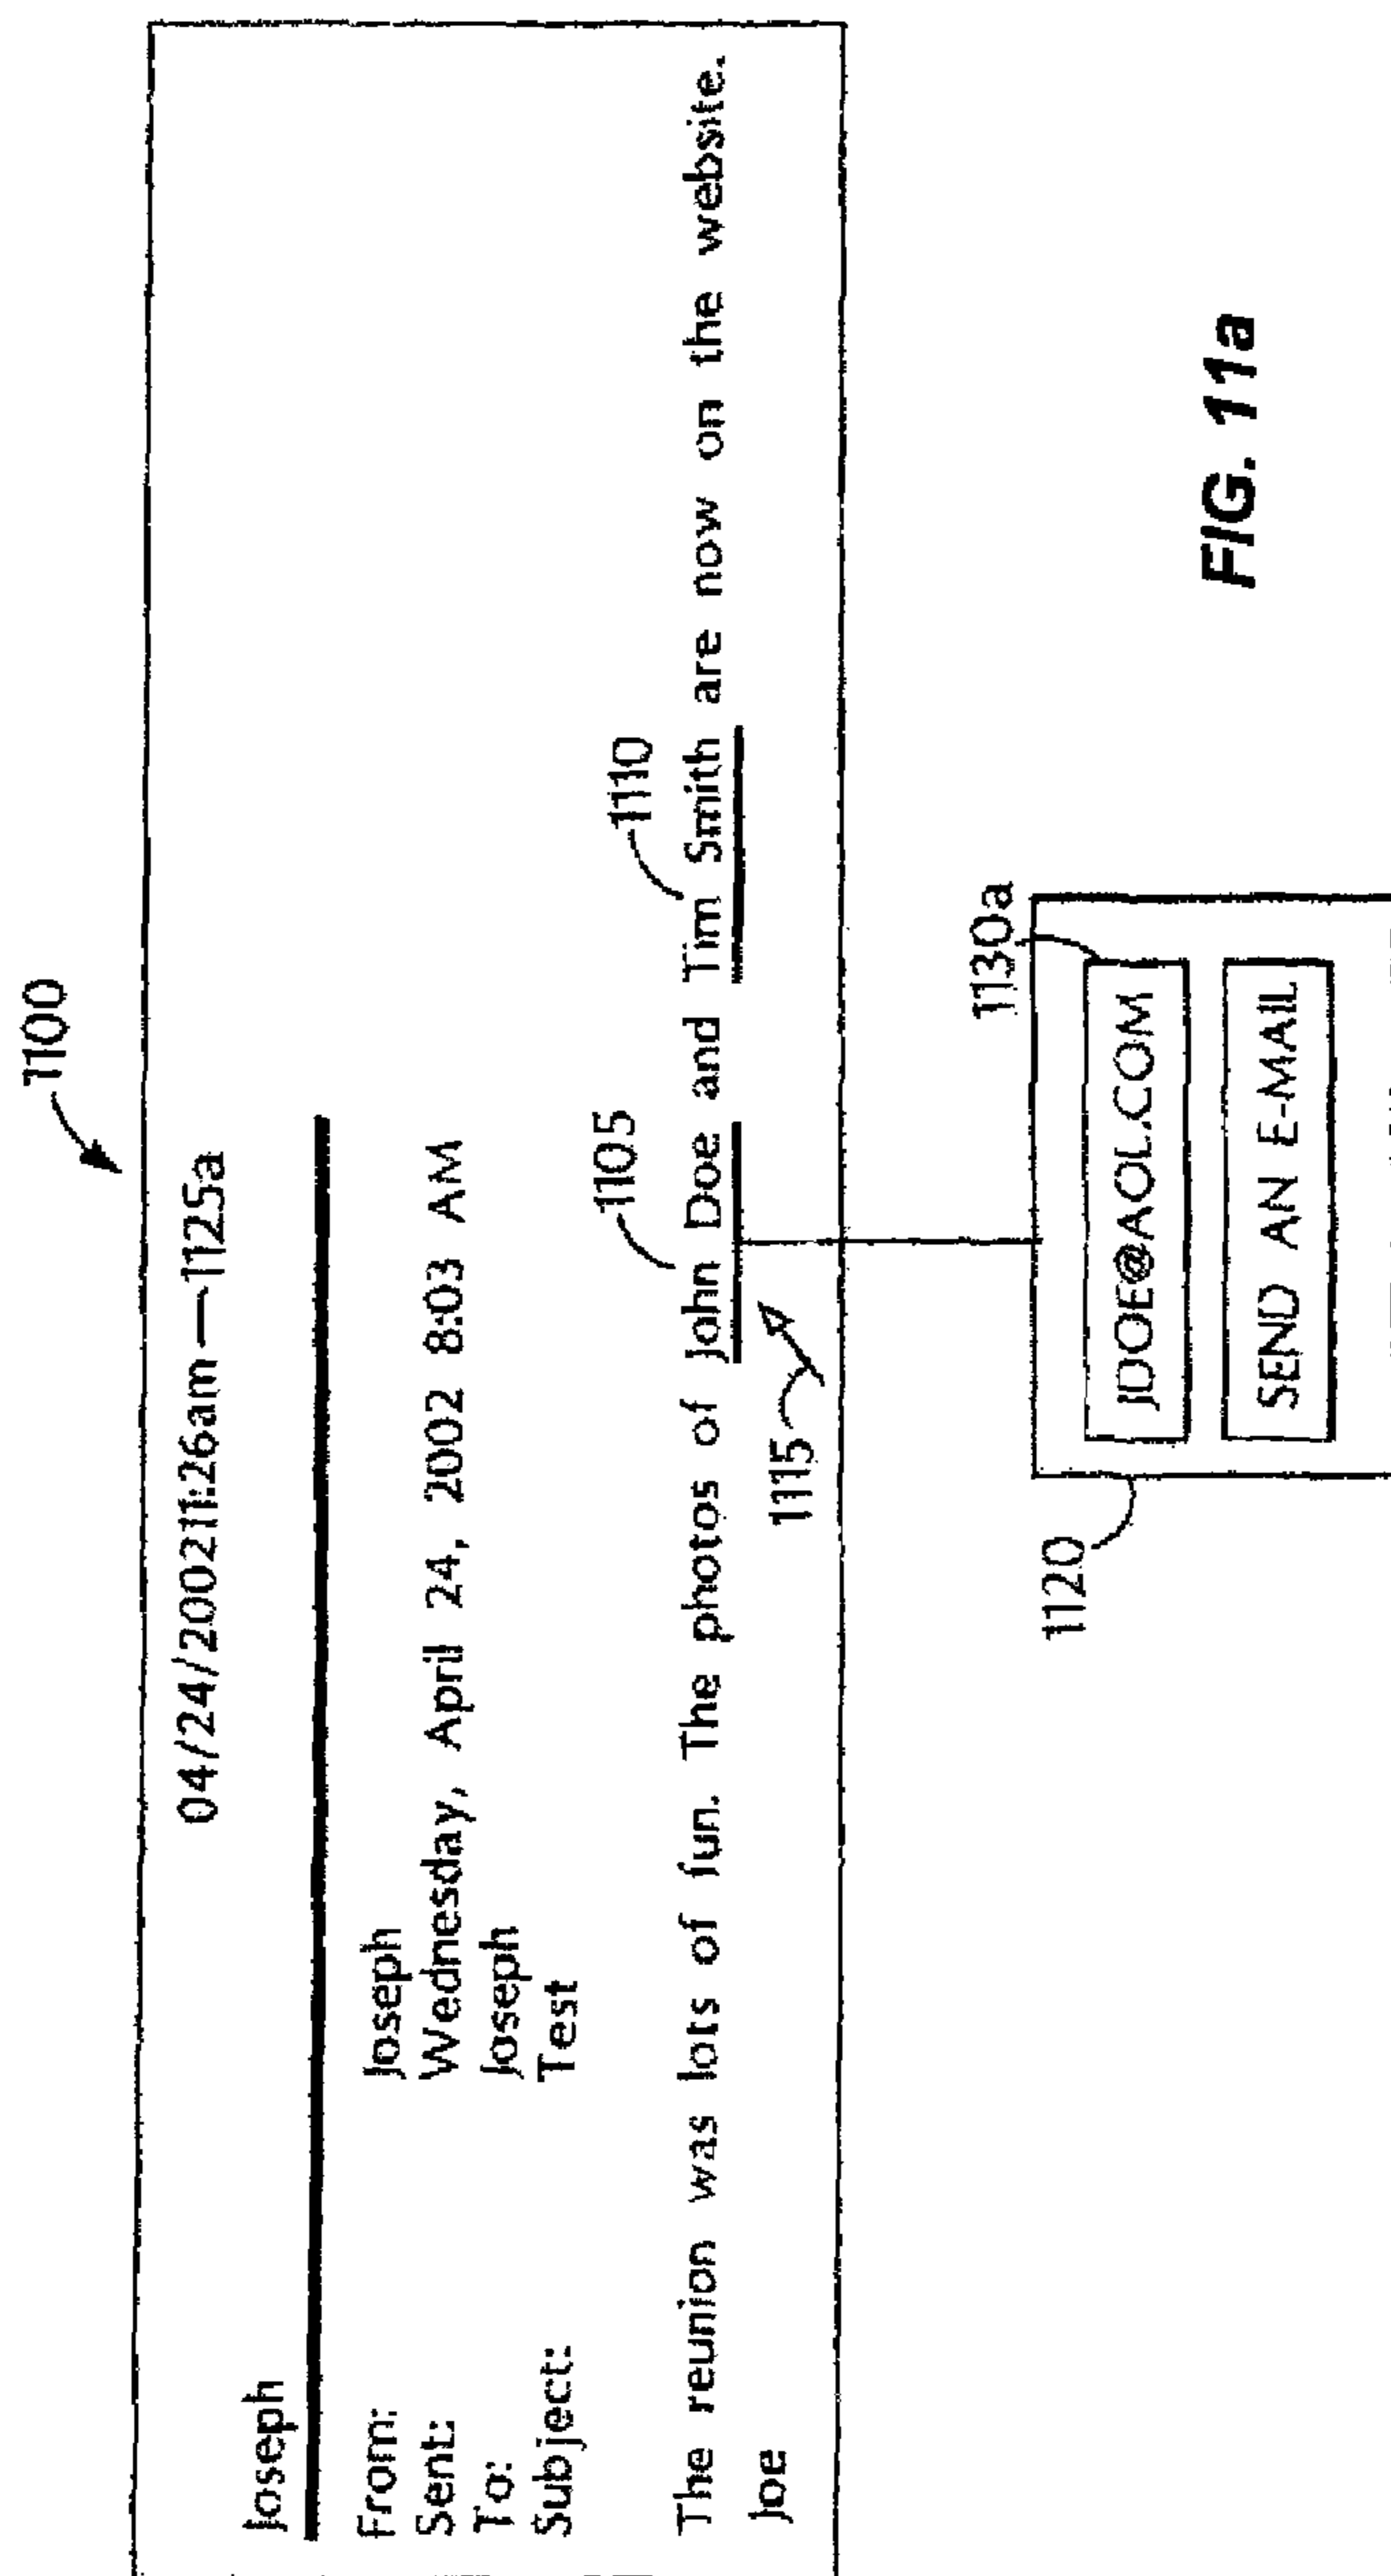 1100
04/24/200211:26am — 1125a
Joseph
From: Joseph
Sent: Wednesday, April 24, 2002 8:03 AM
To: Joseph
Subject: Test
1105
1110
The reunion was lots of fun. The photos of John Doe and Tim Smith are now on the website.
Joe
1115
1130a
1120
JDOE@AOL.COM
SEND AN E-MAIL
FIG. 11a